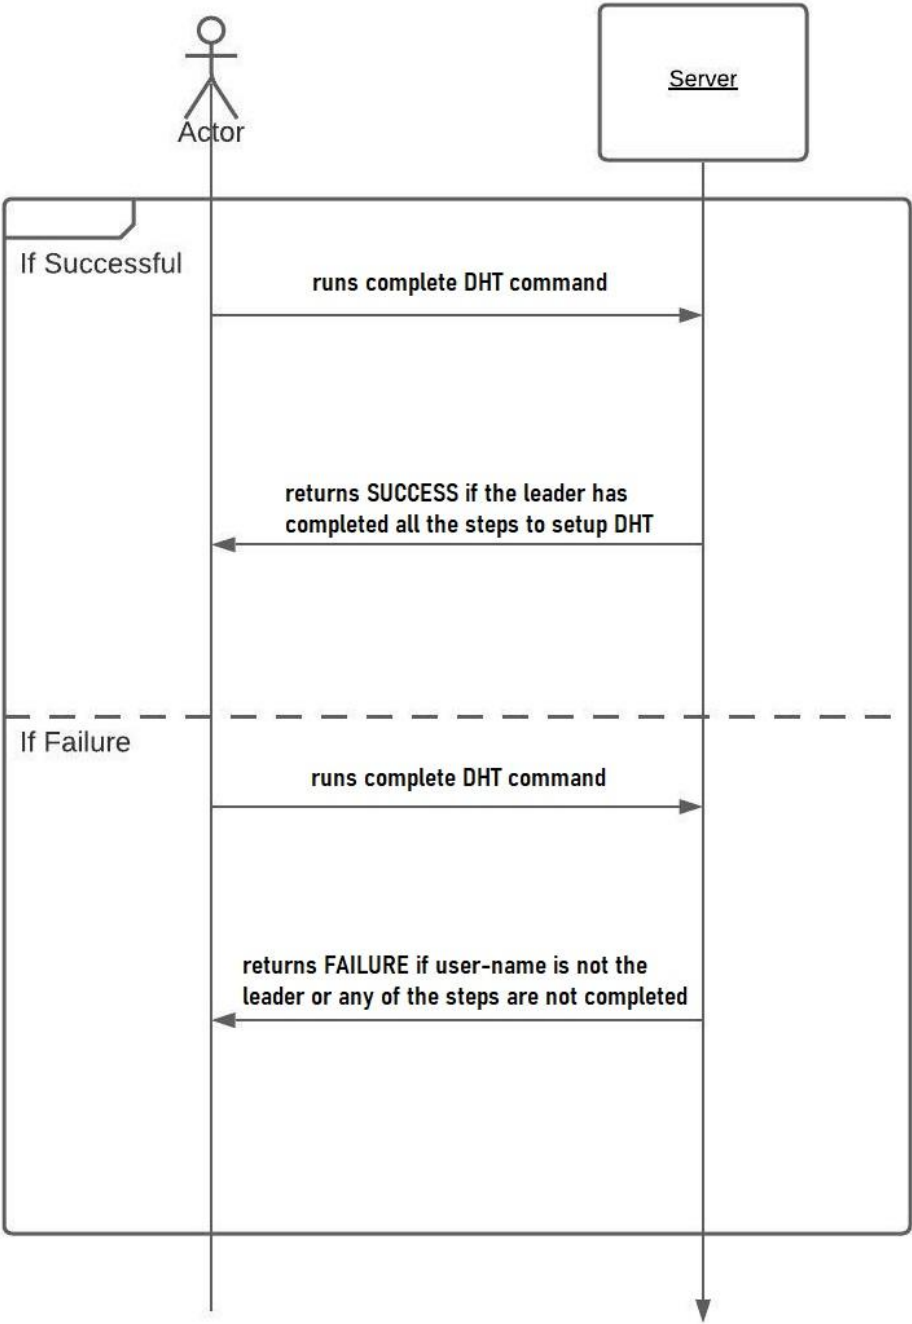 Actor
Server
If Successful
runs complete DHT command
returns SUCCESS if the leader has
completed all the steps to setup DHT
If Failure
runs complete DHT command
returns FAILURE if user-name is not the
leader or any of the steps are not completed